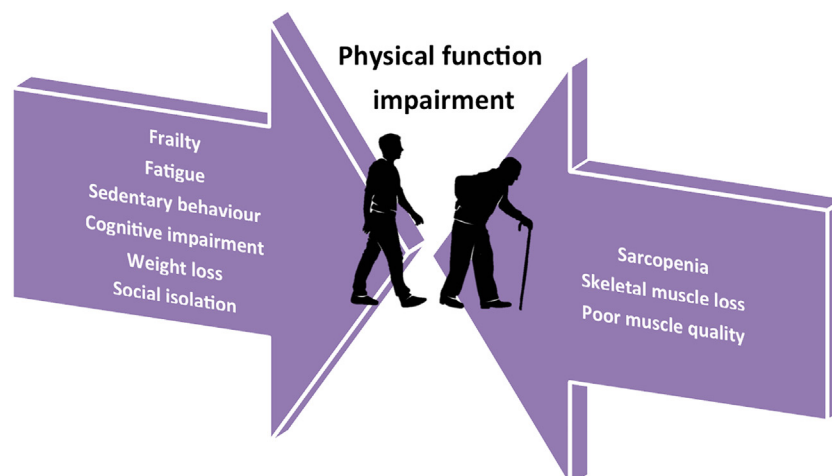 Physical function
impairment
Frailty
Fatigue
Sedentary behaviour
Cognitive impairment
Weight loss
Social isolation
Sarcopenia
Skeletal muscle loss
Poor muscle quality